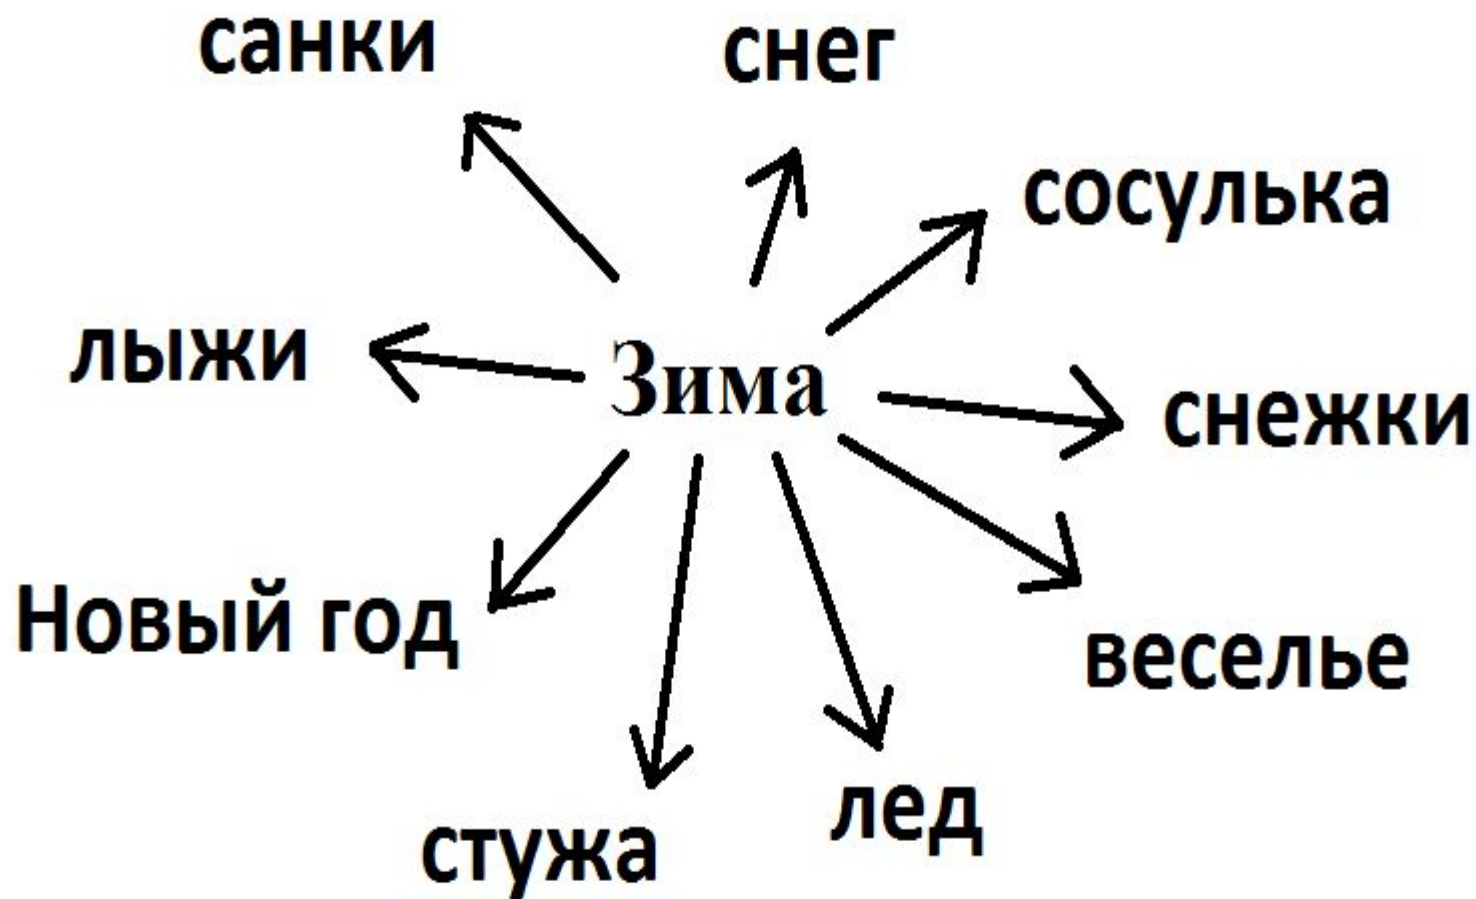 санки
снег
сосулька
лыжи
Зима
снежки
Новый год
веселье
стужа
лед